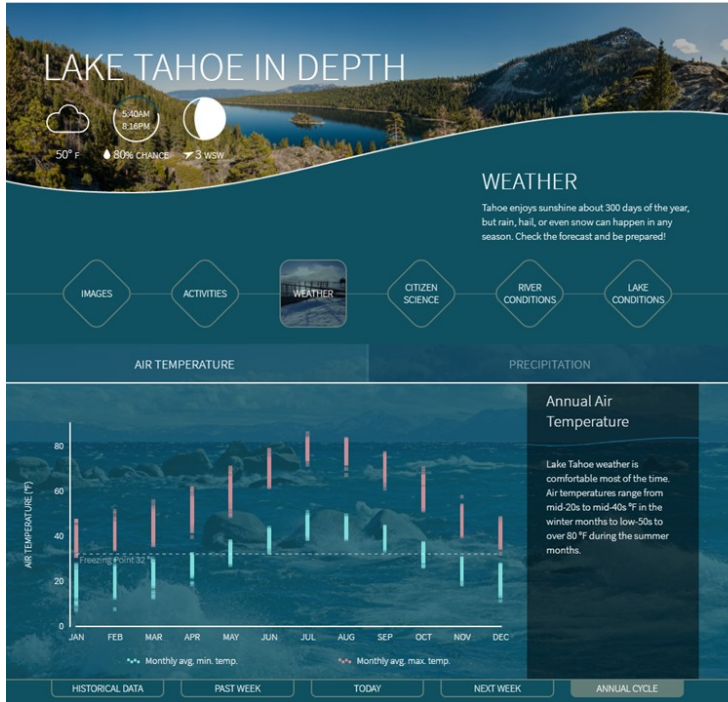 LAKE TAHOE IN DEPTH
5:40AM
8:16PM
50° F
80% CHANCE
3 WSW
WEATHER
Tahoe enjoys sunshine about 300 days of the year,
but rain, hail, or even snow can happen in any
season. Check the forecast and be prepared!
IMAGES
ACTIVITIES
WEATHER
CITIZEN
SCIENCE
RIVER
CONDITIONS
LAKE
CONDITIONS
AIR TEMPERATURE
PRECIPITATION
Annual Air
Temperature
Lake Tahoe weather is
comfortable most of the time.
Air temperatures range from
mid-20s to mid-40s °F in the
winter months to low-50s to
over 80 °F during the summer
months.
AIR TEMPERATURE (°F)
80
60
40
20
0
Freezing Point 32 °
JAN FEB MAR APR MAY JUN JUL AUG SEP OCT NOV DEC
Monthly avg. min. temp.
Monthly avg. max. temp.
HISTORICAL DATA
PAST WEEK
TODAY
NEXT WEEK
ANNUAL CYCLE